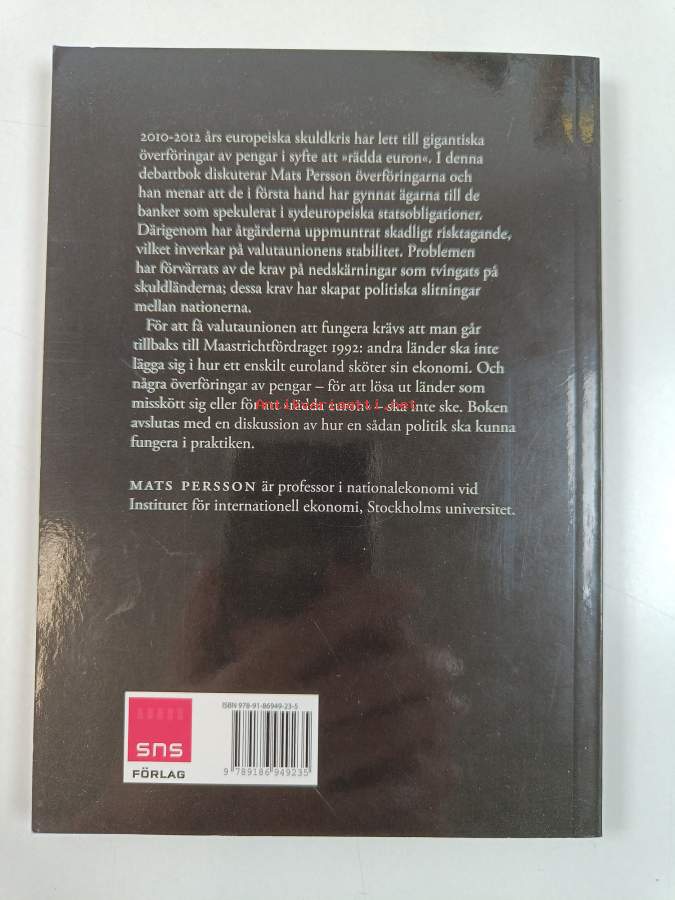 2010-2012 års europeiska skuldkris har lett till gigantiska
överföringar av pengar i syfte att »rädda euron«. I denna
debattbok diskuterar Mats Persson överföringarna och
han menar att de i första hand har gynnat ägarna till de
banker som spekulerat i sydeuropeiska statsobligationer.
Därigenom har åtgärderna uppmuntrat skadligt risktagande,
vilket inverkar på valutaunionens stabilitet. Problemen
har förvärrats av de krav på nedskärningar som tvingats på
skuldländerna; dessa krav har skapat politiska slitningar
mellan nationerna.
För att få valutaunionen att fungera krävs att man går
tillbaks till Maastrichtfördraget 1992: andra länder ska inte
lägga sig i hur ett enskilt euroland sköter sin ekonomi. Och
några överföringar av pengar – för att lösa ut länder som
misskött sig eller för att »rädda euron« – ska inte ske. Boken
avslutas med en diskussion av hur en sådan politik ska kunna
fungera i praktiken.
MATS PERSSON är professor i nationalekonomi vid
Institutet för internationell ekonomi, Stockholms universitet.
ISBN 978-91-86949-23-5
sns
FÖRLAG
9 789186 949235